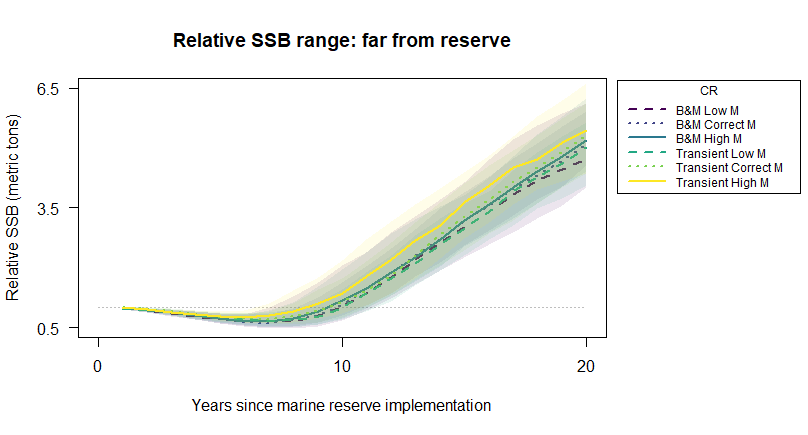 Relative SSB range: far from reserve
Relative SSB (metric tons)
6.5
3.5
0.5
0
10
20
Years since marine reserve implementation
CR
B&M Low M
B&M Correct M
B&M High M
Transient Low M
Transient Correct M
Transient High M